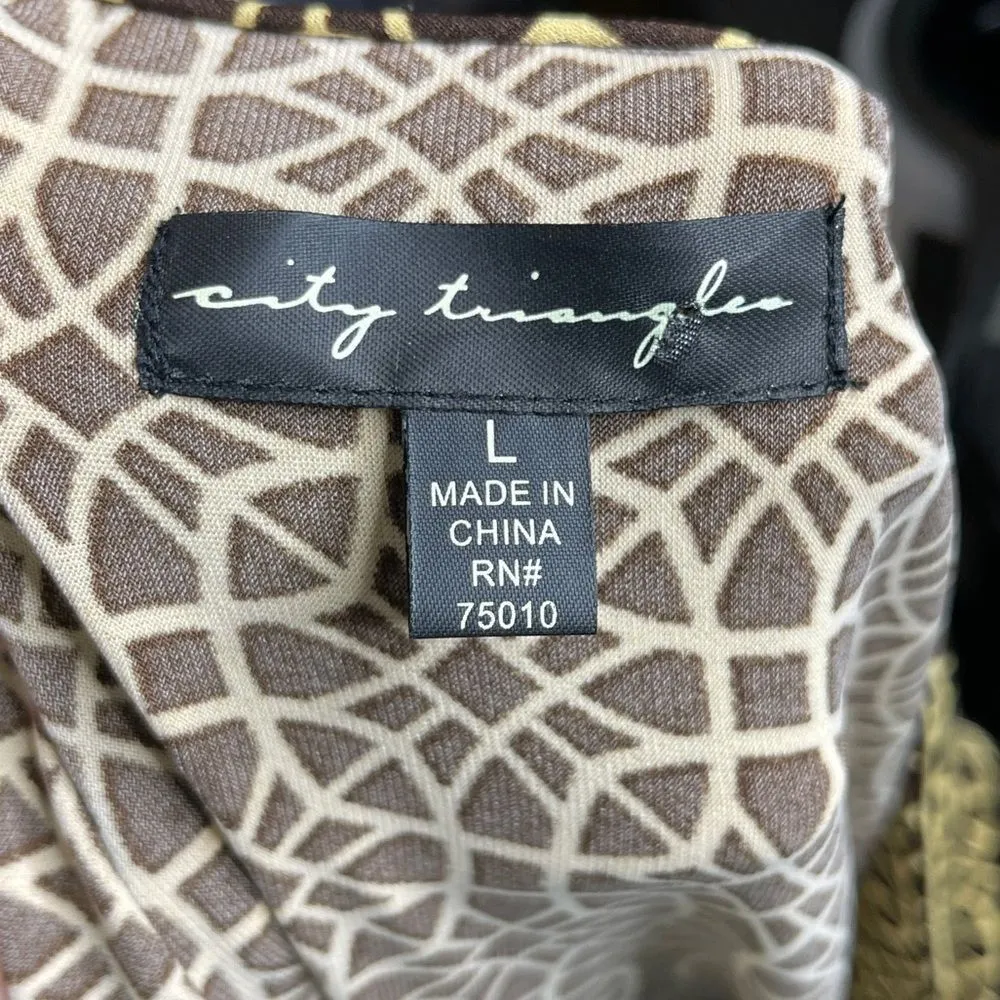 city triangles
L
MADE IN
CHINA
RN#
75010